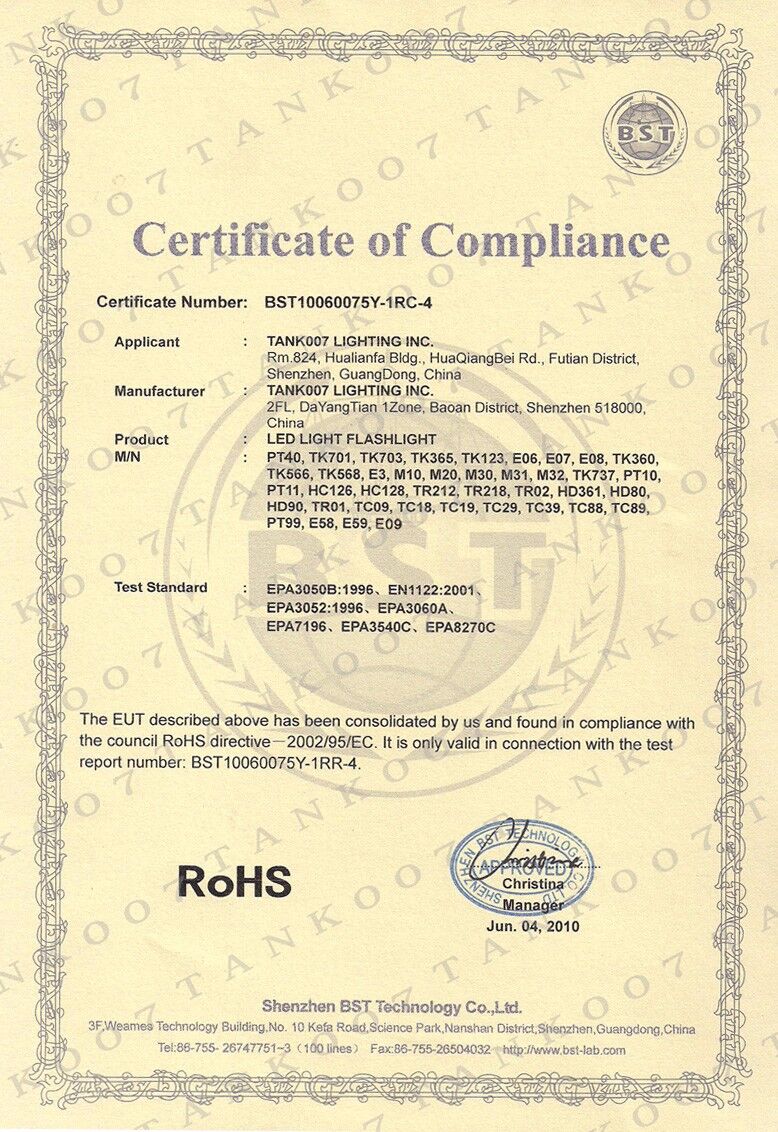 BST
Certificate of Compliance
Certificate Number: BST10060075Y-1RC-4
Applicant : TANK007 LIGHTING INC.
Rm.824, Hualianfa Bldg., HuaQiangBei Rd., Futian District,
Shenzhen, GuangDong, China
Manufacturer : TANK007 LIGHTING INC.
2FL, DaYangTian 1Zone, Baoan District, Shenzhen 518000,
China
Product : LED LIGHT FLASHLIGHT
M/N : PT40, TK701, TK703, TK365, TK123, E06, E07, E08, TK360,
TK566, TK568, E3, M10, M20, M30, M31, M32, TK737, PT10,
PT11, HC126, HC128, TR212, TR218, TR02, HD361, HD80,
HD90, TR01, TC09, TC18, TC19, TC29, TC39, TC88, TC89,
PT99, E58, E59, E09
Test Standard : EPA3050B:1996、EN1122:2001、
EPA3052:1996、EPA3060A、
EPA7196、EPA3540C、EPA8270C
BST
The EUT described above has been consolidated by us and found in compliance with
the council RoHS directive－2002/95/EC. It is only valid in connection with the test
report number: BST10060075Y-1RR-4.
RoHS
SHENZHEN BST TECHNOLOGY CO.,LTD.
APPROVED
Christina
Manager
Jun. 04, 2010
Shenzhen BST Technology Co.,Ltd.
3F,Weames Technology Building,No. 10 Kefa Road,Science Park,Nanshan District,Shenzhen,Guangdong,China
Tel:86-755- 26747751~3（100 lines） Fax:86-755-26504032 http://www.bst-lab.com
TANK007